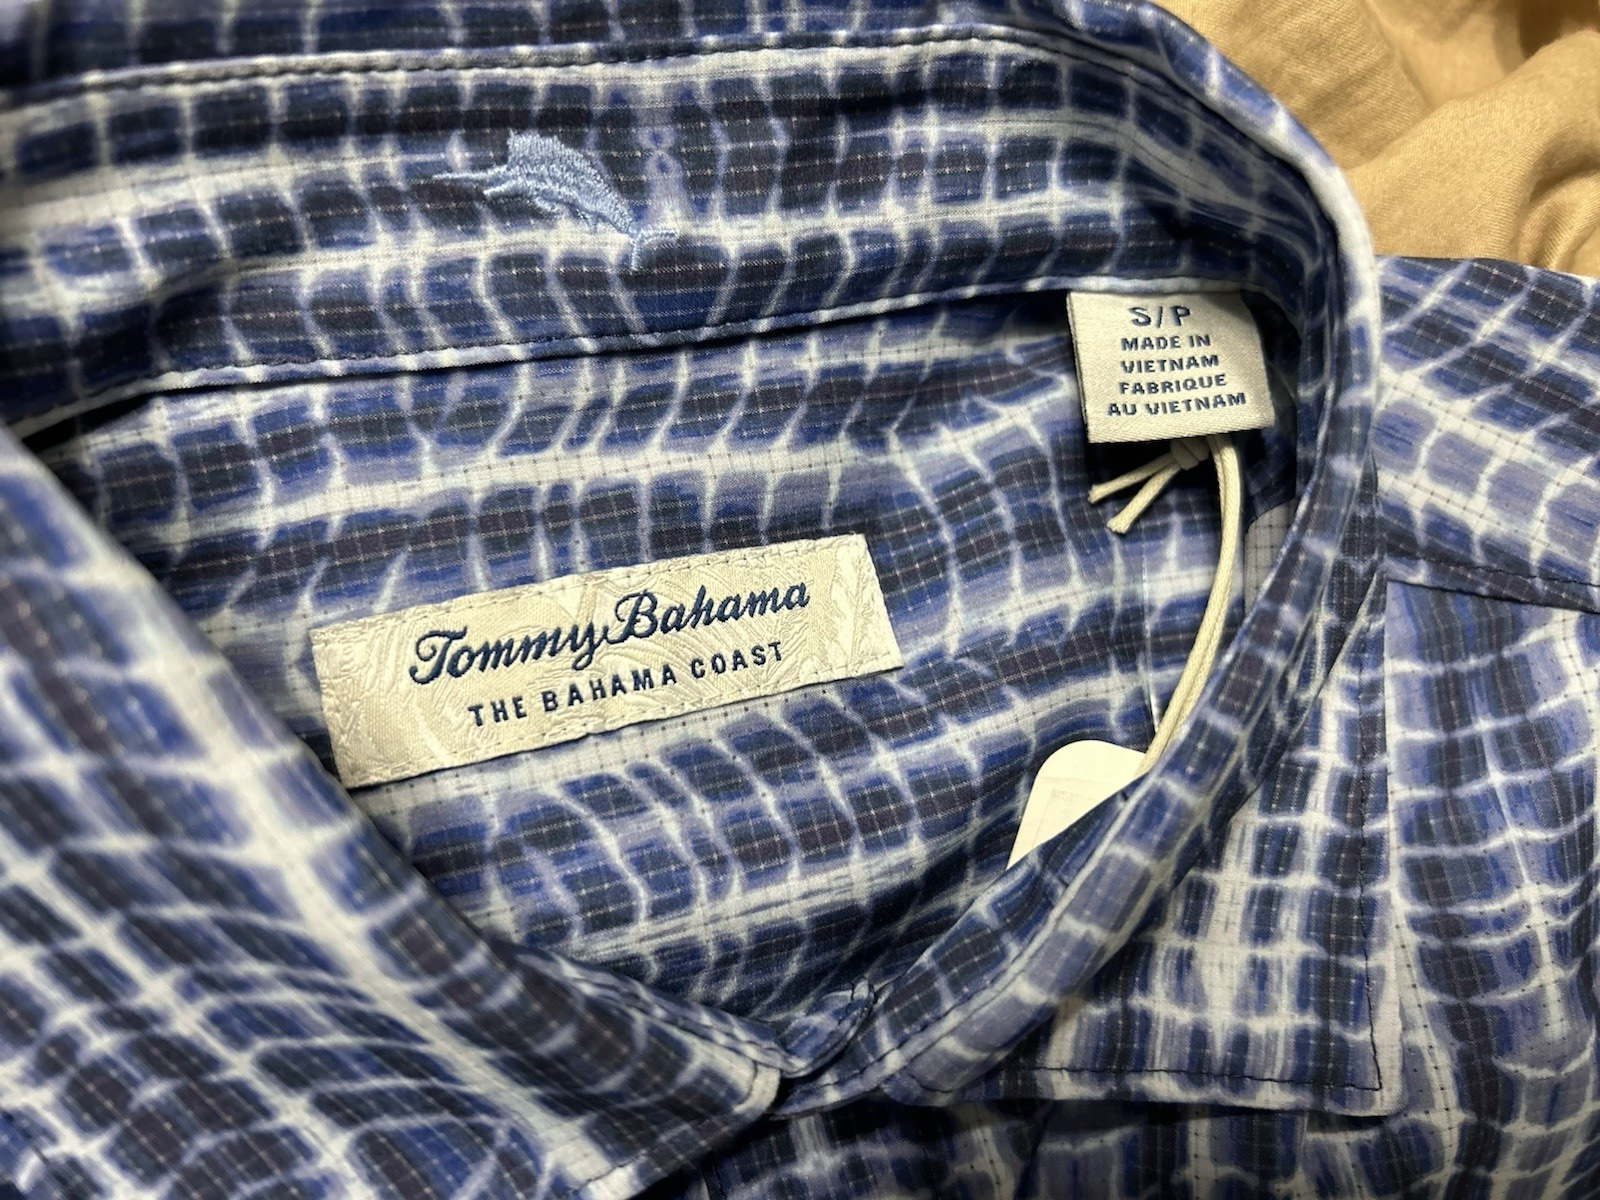 S/P
MADE IN
VIETNAM
FABRIQUE
AU VIETNAM
Tommy Bahama
THE BAHAMA COAST